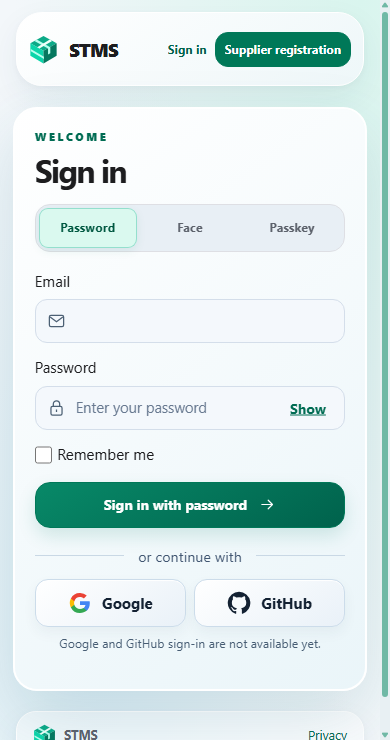 STMS
Sign in
Supplier registration
WELCOME
Sign in
Password
Face
Passkey
Email
Password
Enter your password
Show
Remember me
Sign in with password →
or continue with
Google
GitHub
Google and GitHub sign-in are not available yet.
STMS
Privacy